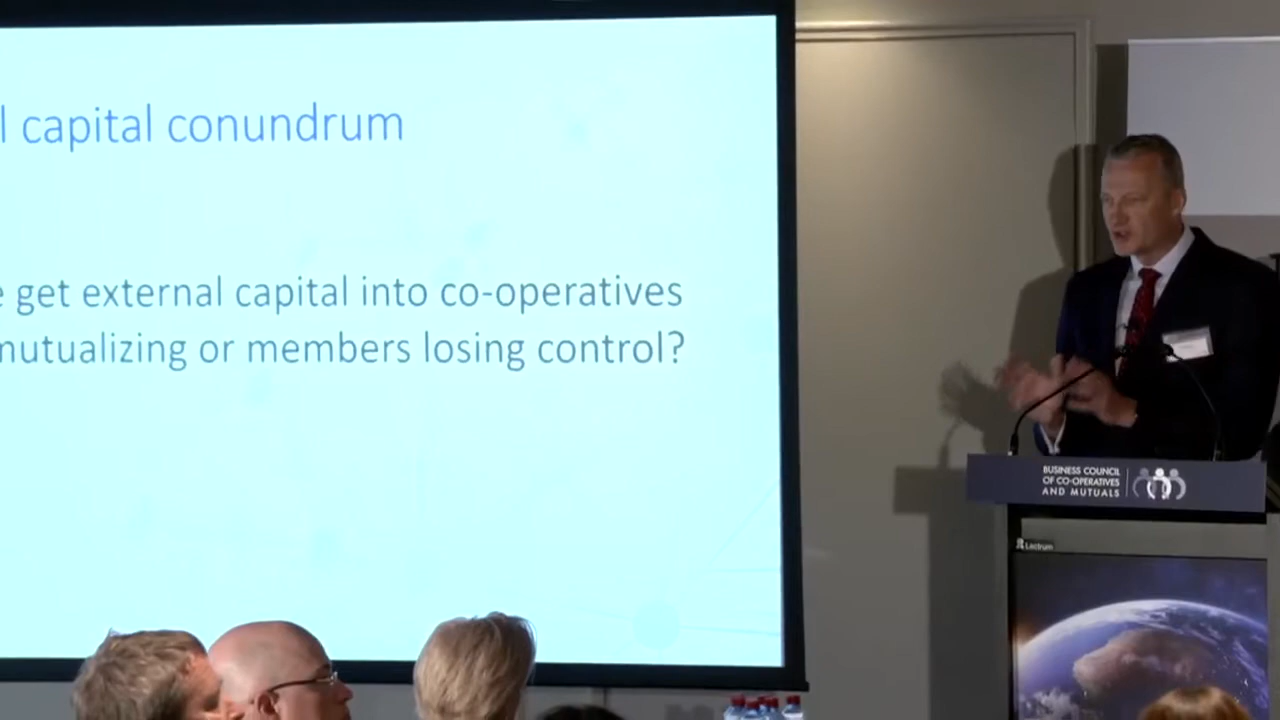 l capital conundrum
e get external capital into co-operatives
mutualizing or members losing control?
BUSINESS COUNCIL
OF CO-OPERATIVES
AND MUTUALS
Lectrum